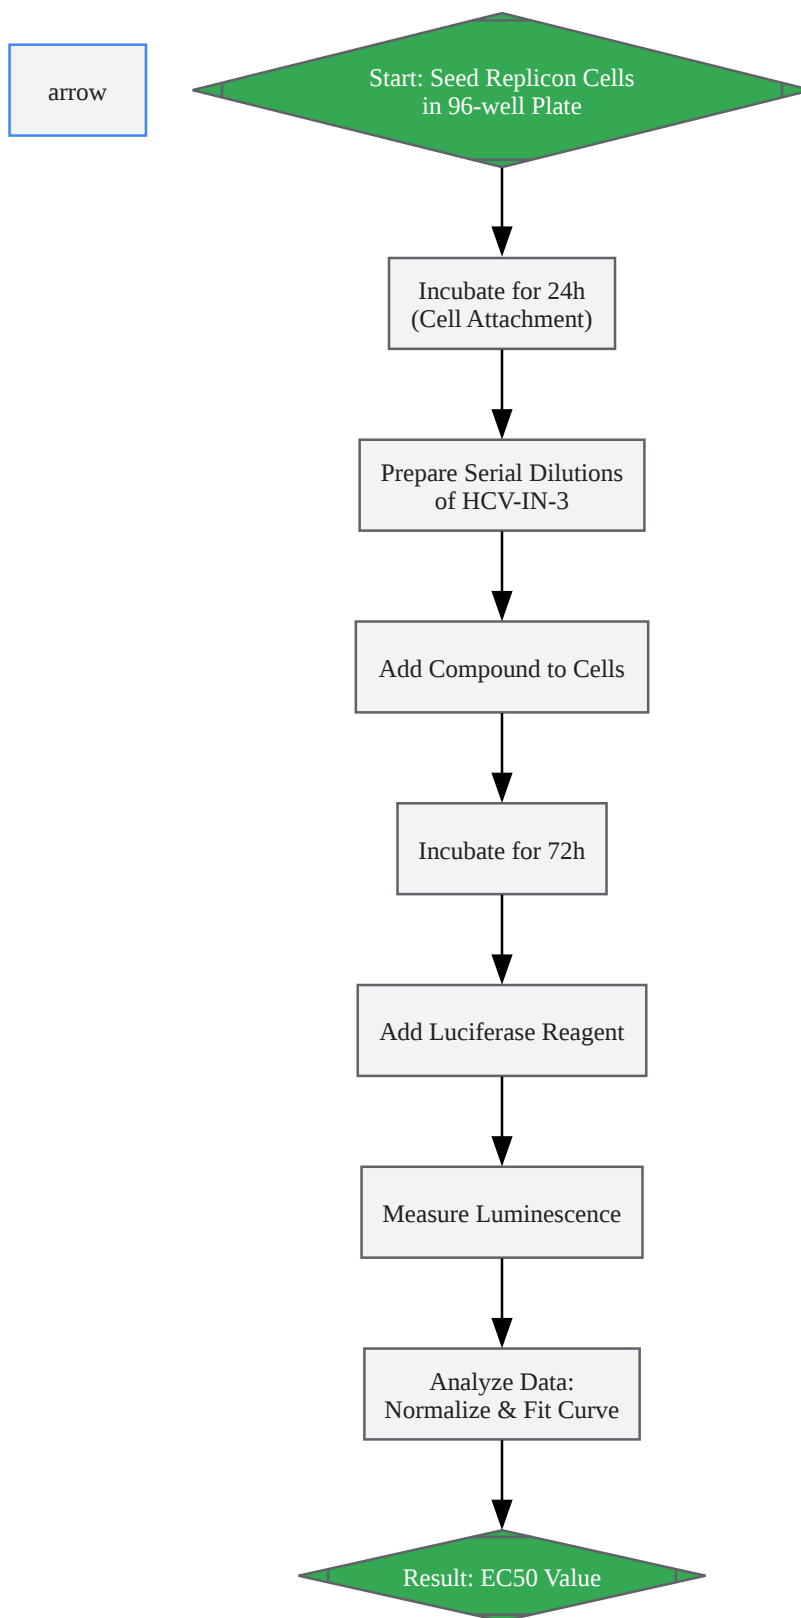 arrow
Start: Seed Replicon Cells
in 96-well Plate
Incubate for 24h
(Cell Attachment)
Prepare Serial Dilutions
of HCV-IN-3
Add Compound to Cells
Incubate for 72h
Add Luciferase Reagent
Measure Luminescence
Analyze Data:
Normalize & Fit Curve
Result: EC50 Value